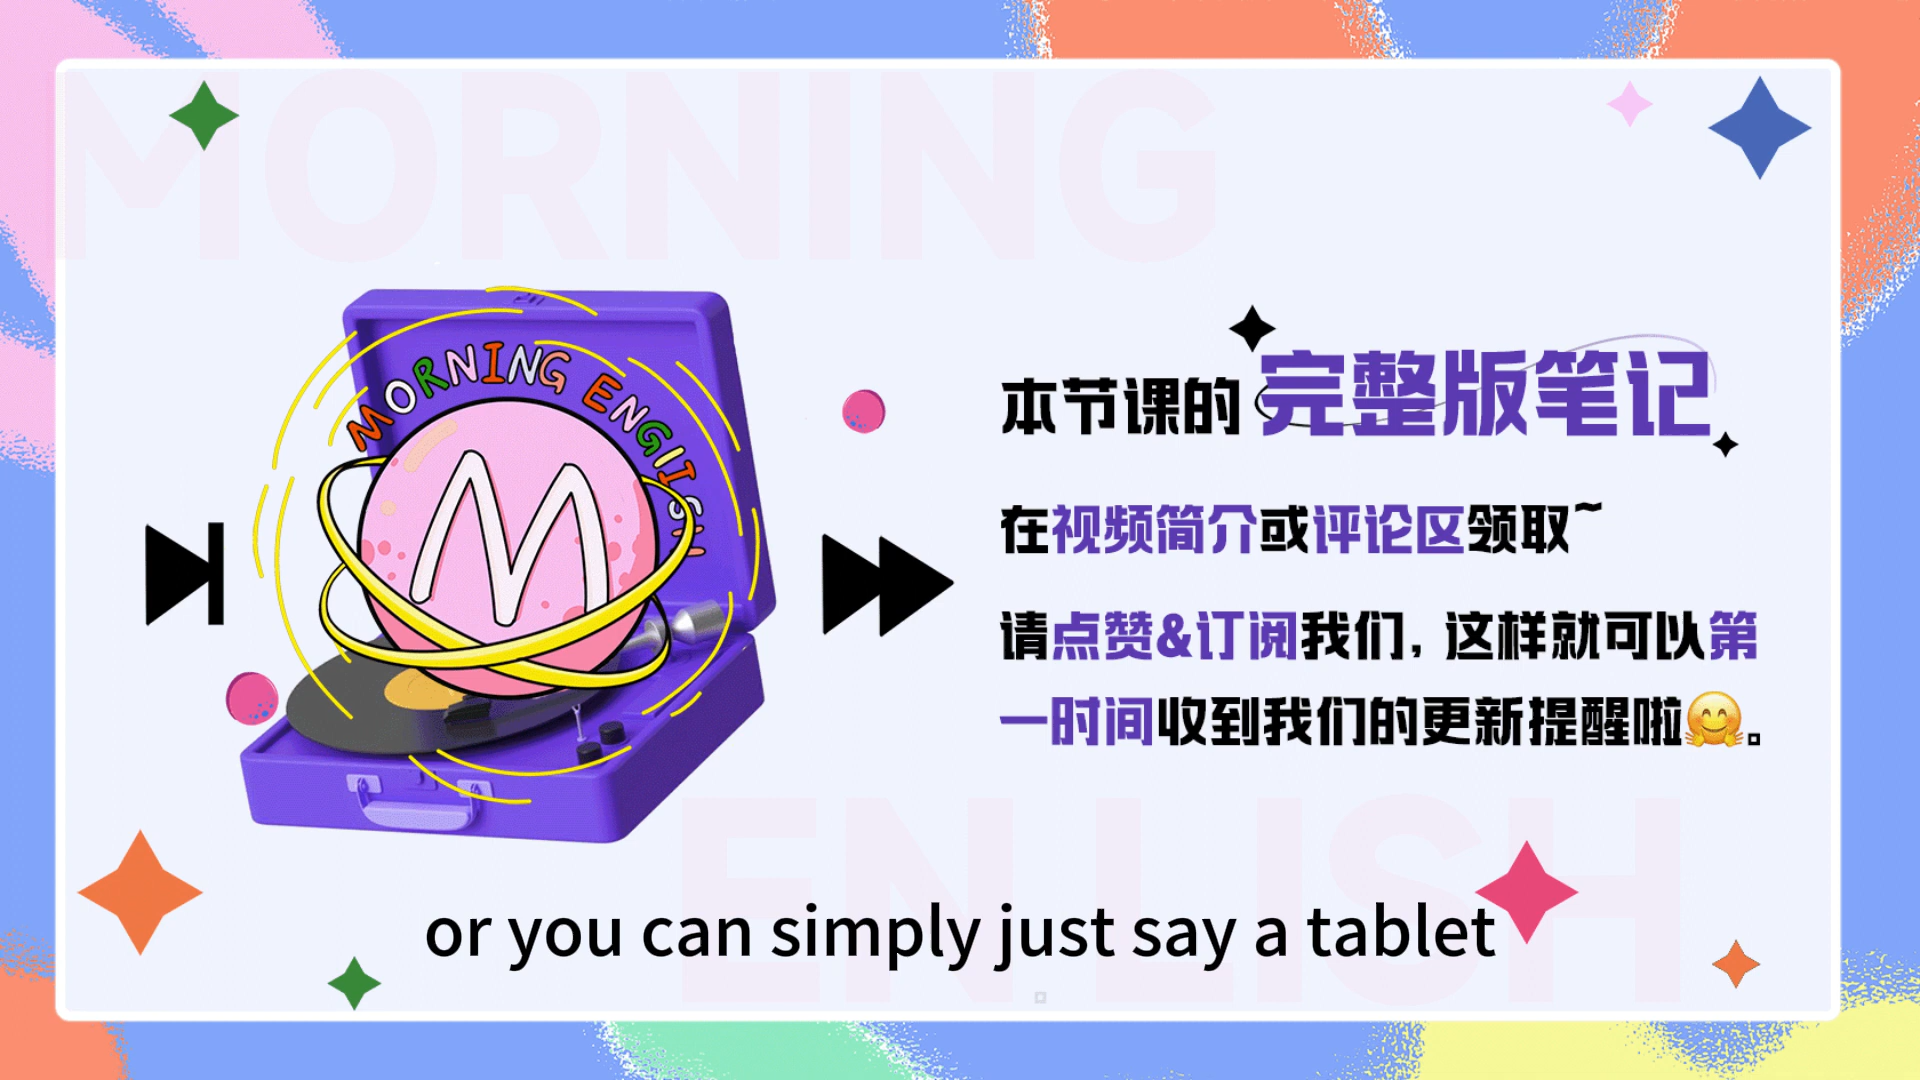 MORNING
MORNING ENGLISH
M
本节课的 完整版笔记
在视频简介或评论区领取~
请点赞&订阅我们, 这样就可以第
一时间收到我们的更新提醒啦🤗。
EN LISH
or you can simply just say a tablet